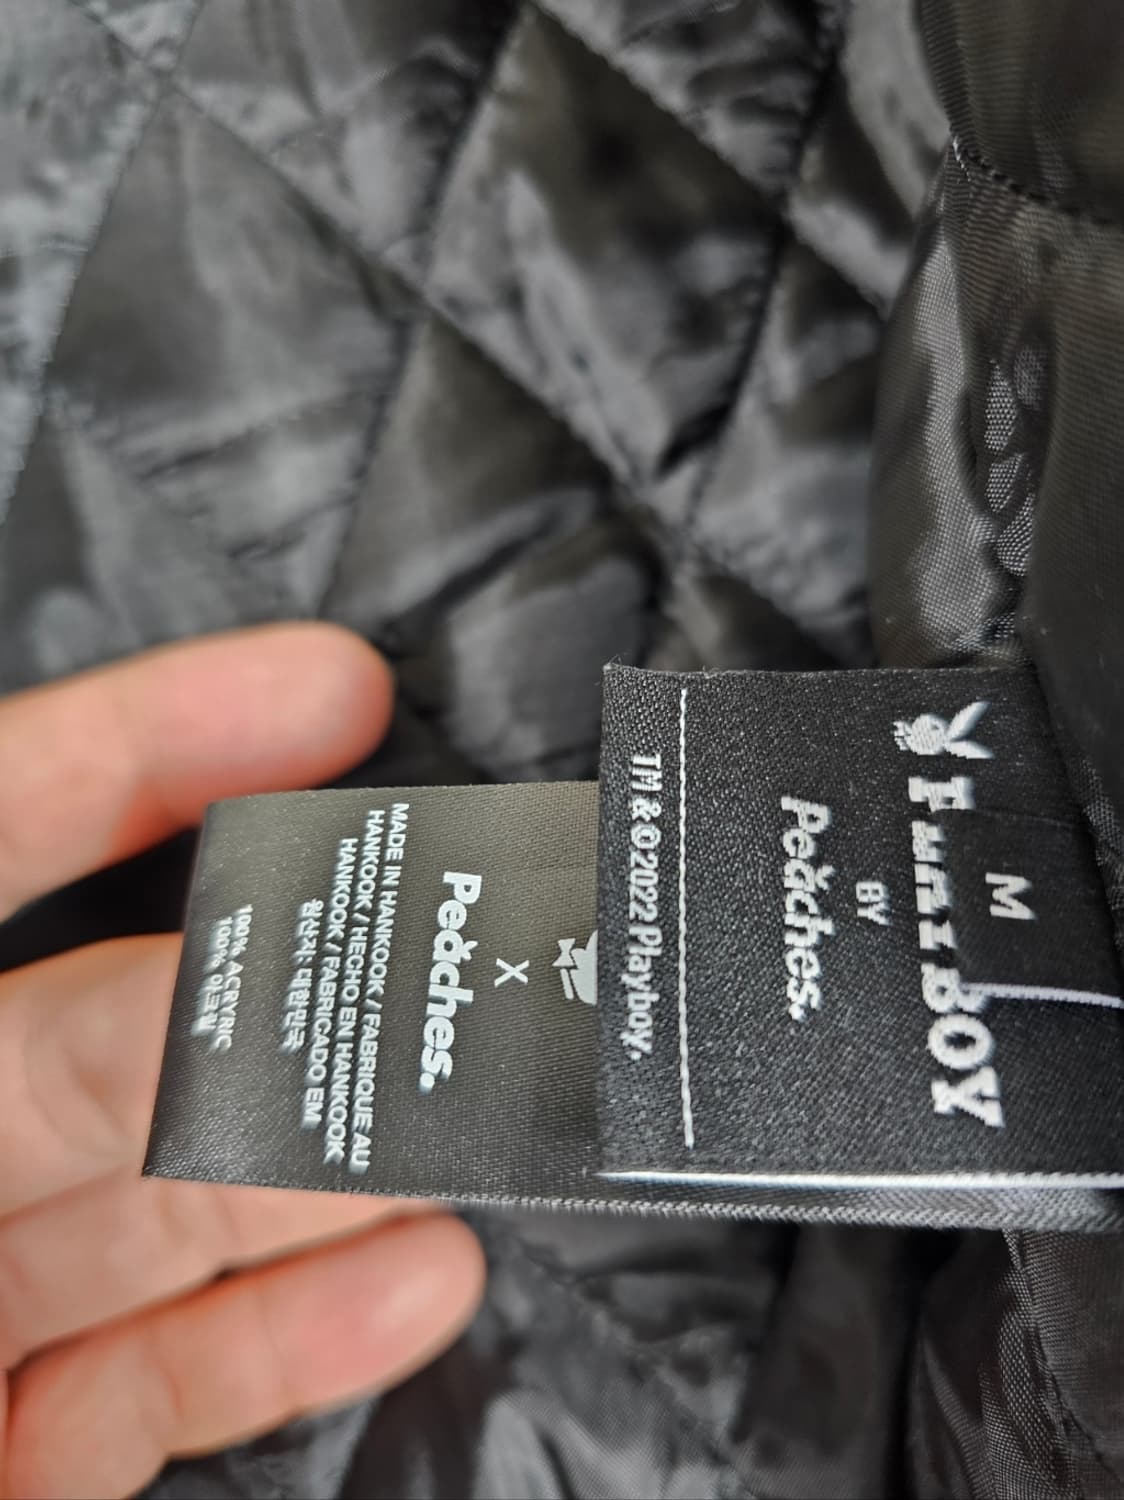 M
PLAYBOY
BY
Peaches.
TM & ©2022 Playboy.
X
Peaches.
MADE IN HANKOOK / FABRIQUE AU
HANKOOK / HECHO EN HANKOOK
HANKOOK / FABRICADO EM
원산지: 대한민국
100% ACRYRIC
100% 아크릴